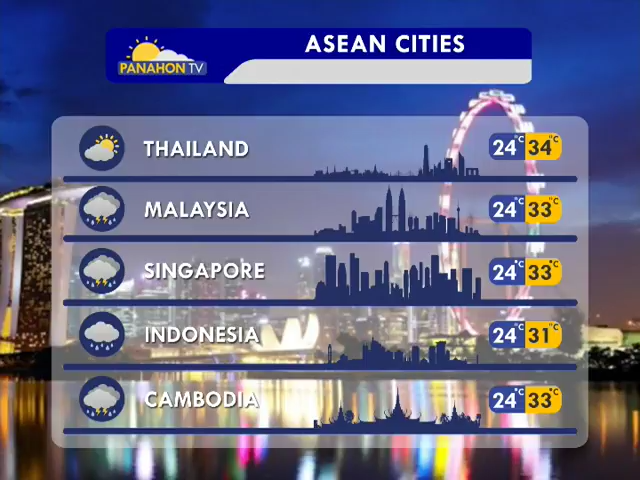 ASEAN CITIES
PANAHON TV
THAILAND 24°C 34°C
MALAYSIA 24°C 33°C
SINGAPORE 24°C 33°C
INDONESIA 24°C 31°C
CAMBODIA 24°C 33°C